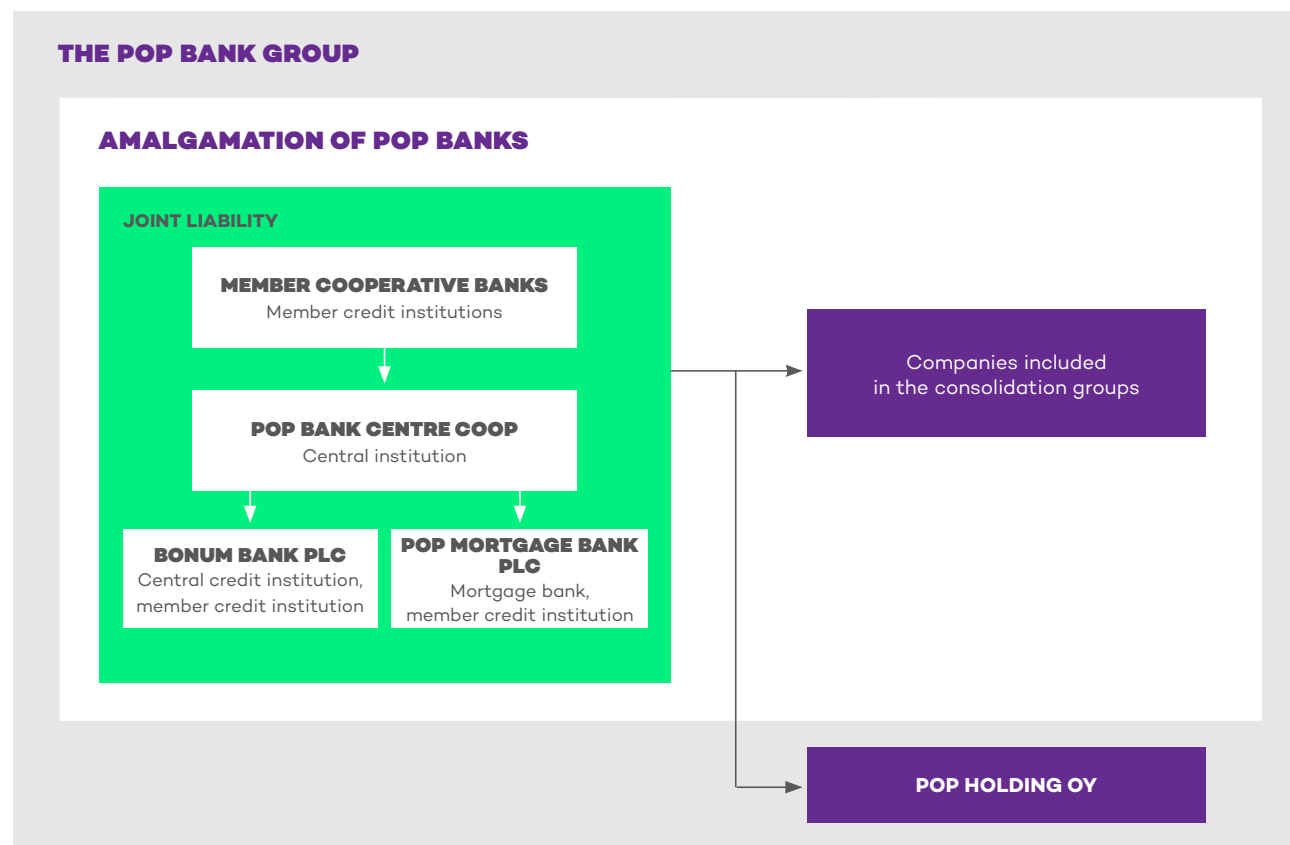 THE POP BANK GROUP
AMALGAMATION OF POP BANKS
JOINT LIABILITY
MEMBER COOPERATIVE BANKS
Member credit institutions
POP BANK CENTRE COOP
Central institution
BONUM BANK PLC
Central credit institution,
member credit institution
POP MORTGAGE BANK
PLC
Mortgage bank,
member credit institution
Companies included
in the consolidation groups
POP HOLDING OY